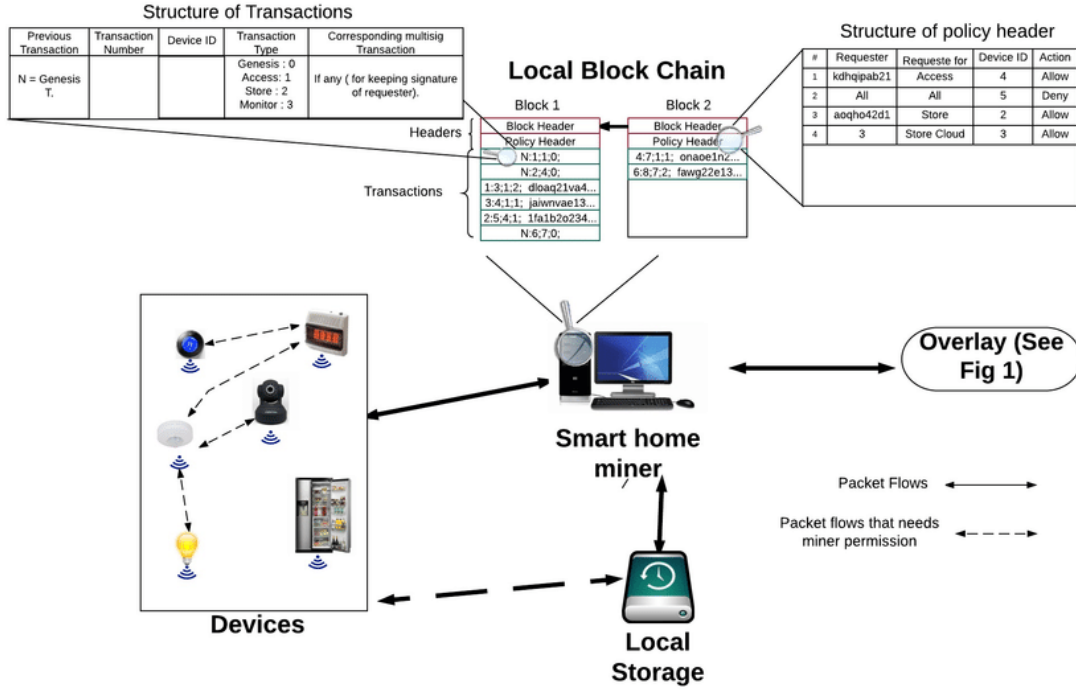 Structure of Transactions
Previous Transaction
Transaction Number
Device ID
Transaction Type
Corresponding multisig Transaction
N = Genesis T.
Genesis : 0
Access: 1
Store : 2
Monitor : 3
If any ( for keeping signature of requester).
Structure of policy header
# Requester Requeste for Device ID Action
1 kdhqipab21 Access 4 Allow
2 All All 5 Deny
3 aoqho42d1 Store 2 Allow
4 3 Store Cloud 3 Allow
Local Block Chain
Block 1
Block 2
Headers
Transactions
Block Header
Policy Header
N:1;1;0;
N:2;4;0;
1:3;1;2; dloaq21va4...
3:4;1;1; jaiwnvae13...
2:5;4;1; 1fa1b2o234...
N:6;7;0;
Block Header
Policy Header
4:7;1;1; onaoe1n2...
6:8;7;2; fawg22e13...
Overlay (See
Fig 1)
Smart home
miner
Packet Flows
Packet flows that needs
miner permission
Devices
Local
Storage